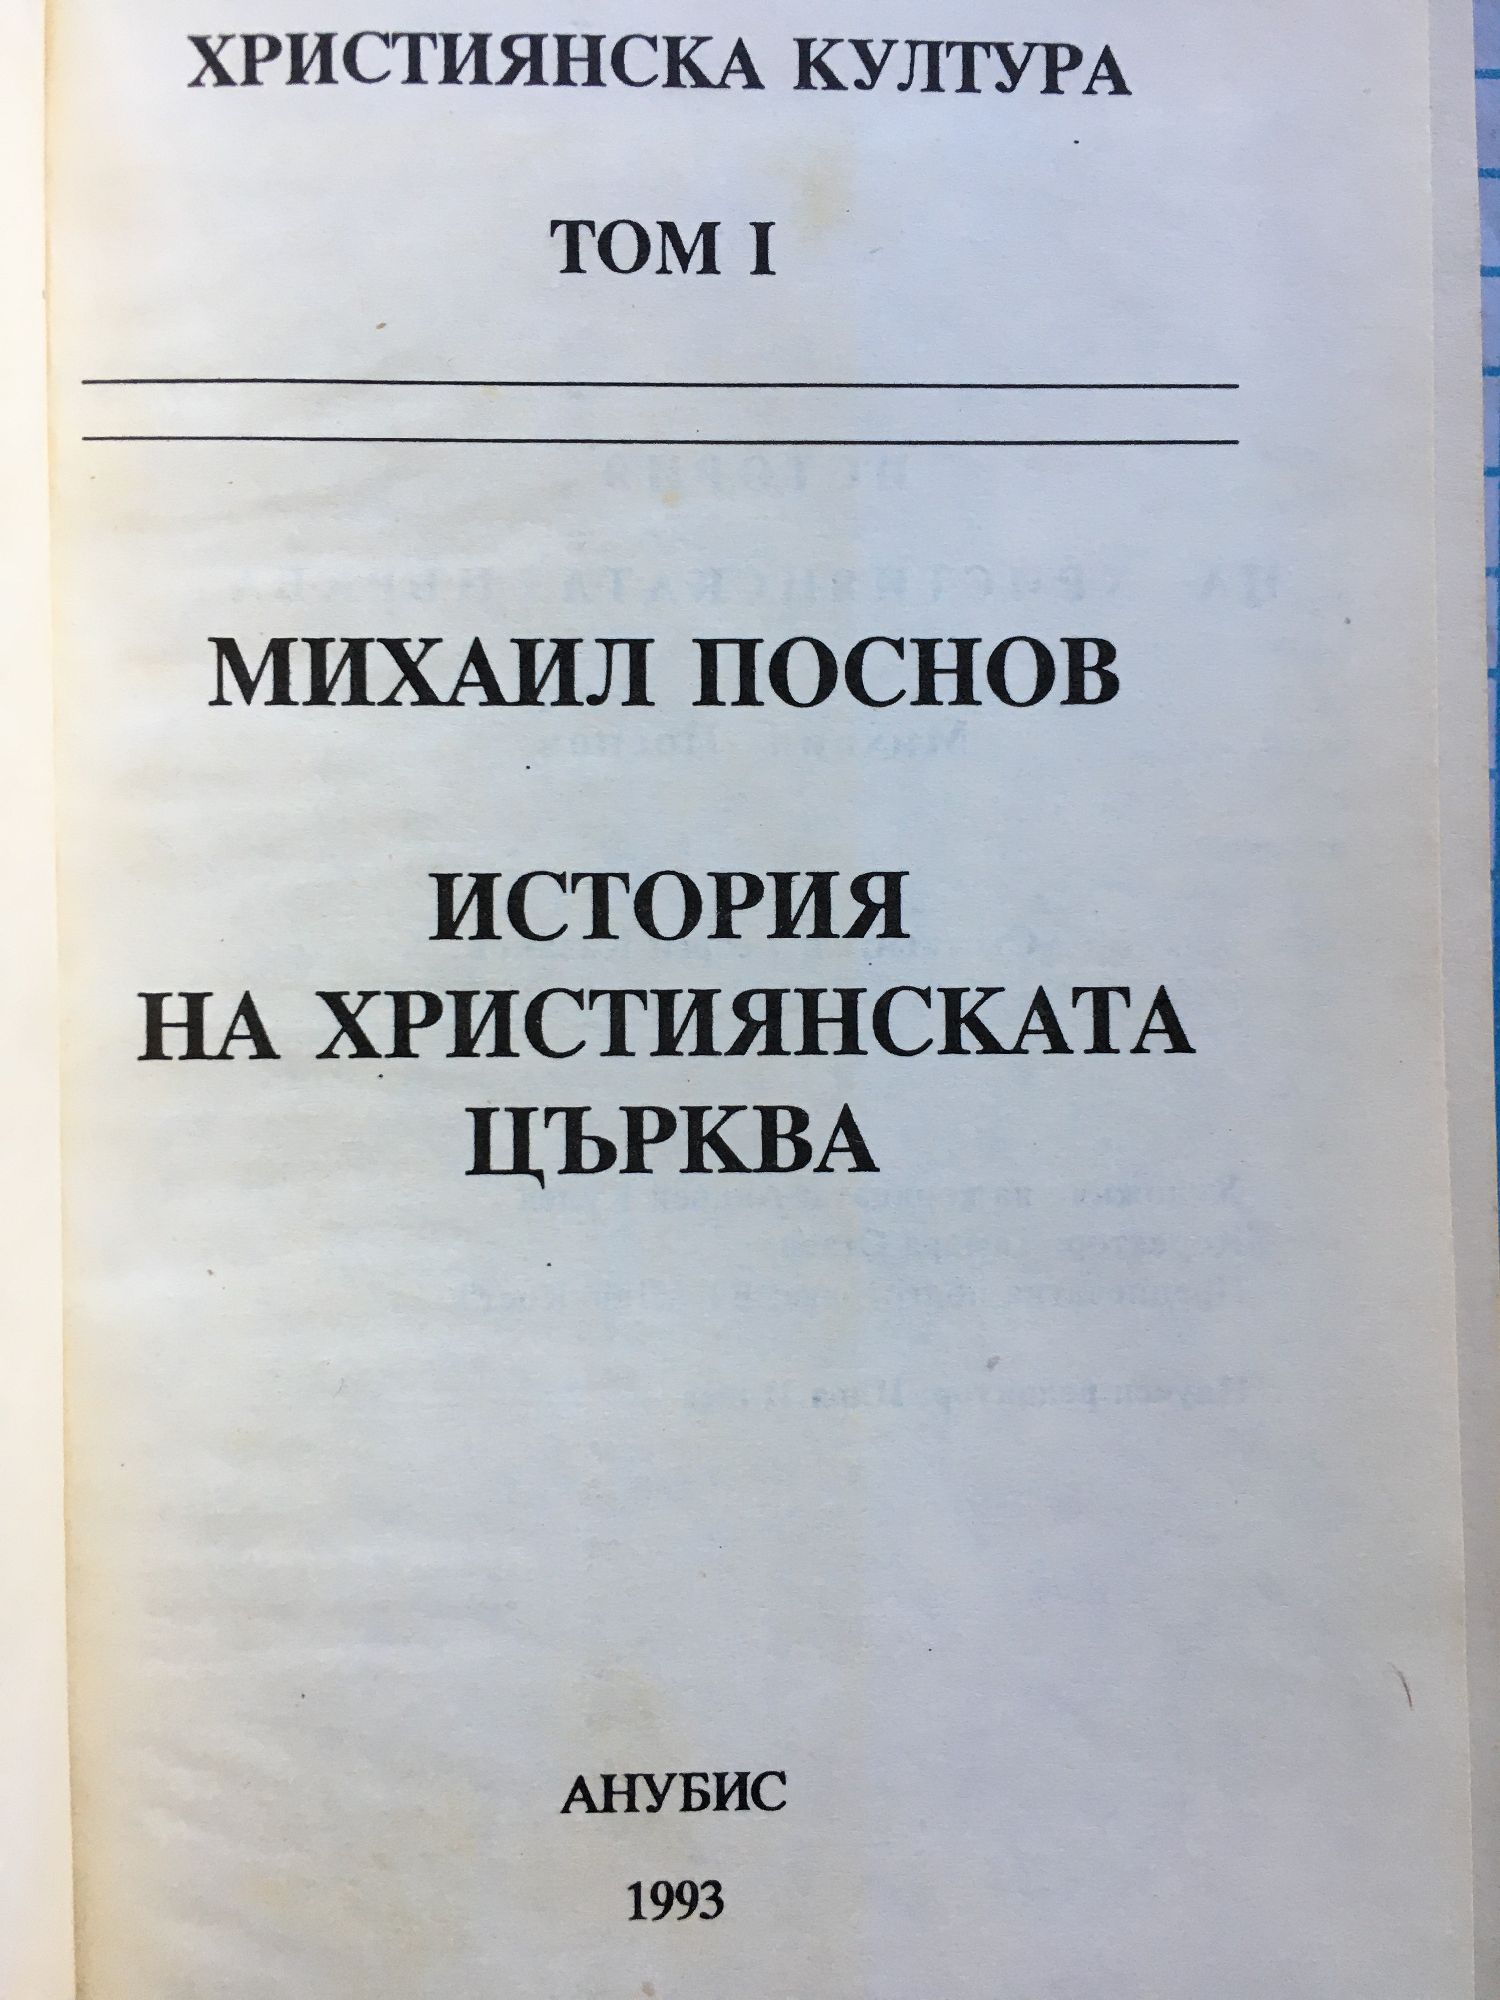 ХРИСТИЯНСКА КУЛТУРА
ТОМ I
МИХАИЛ ПОСНОВ
ИСТОРИЯ
НА ХРИСТИЯНСКАТА
ЦЪРКВА
АНУБИС
1993